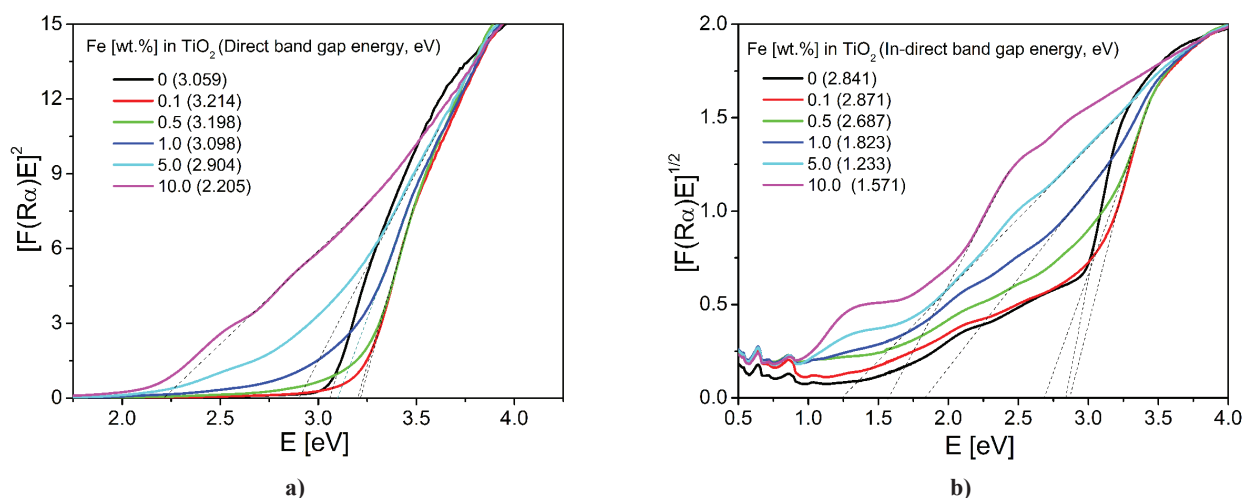 15
12
9
6
3
0
[F(Rα)E]²
Fe [wt.%] in TiO₂ (Direct band gap energy, eV)
0 (3.059)
0.1 (3.214)
0.5 (3.198)
1.0 (3.098)
5.0 (2.904)
10.0 (2.205)
2.0 2.5 3.0 3.5 4.0
E [eV]
a)
2.0
1.5
1.0
0.5
0.0
[F(Rα)E]^1/2
Fe [wt.%] in TiO₂ (In-direct band gap energy, eV)
0 (2.841)
0.1 (2.871)
0.5 (2.687)
1.0 (1.823)
5.0 (1.233)
10.0 (1.571)
0.5 1.0 1.5 2.0 2.5 3.0 3.5 4.0
E [eV]
b)